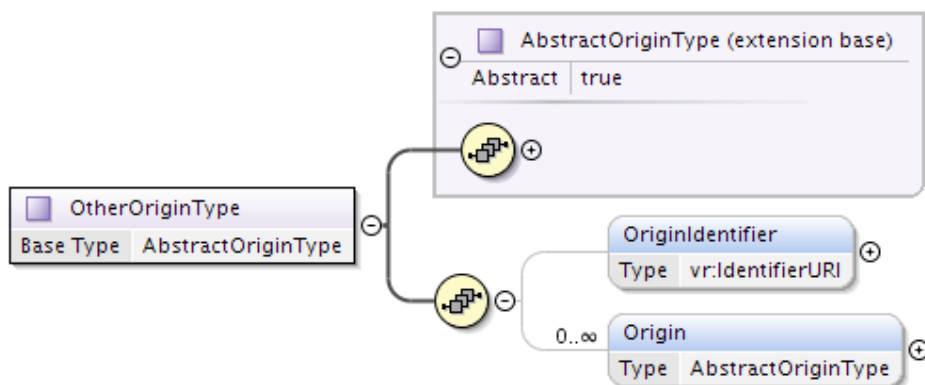 AbstractOriginType (extension base)
Abstract true
OtherOriginType
Base Type AbstractOriginType
OriginIdentifier
Type vr:IdentifierURI
0..∞
Origin
Type AbstractOriginType